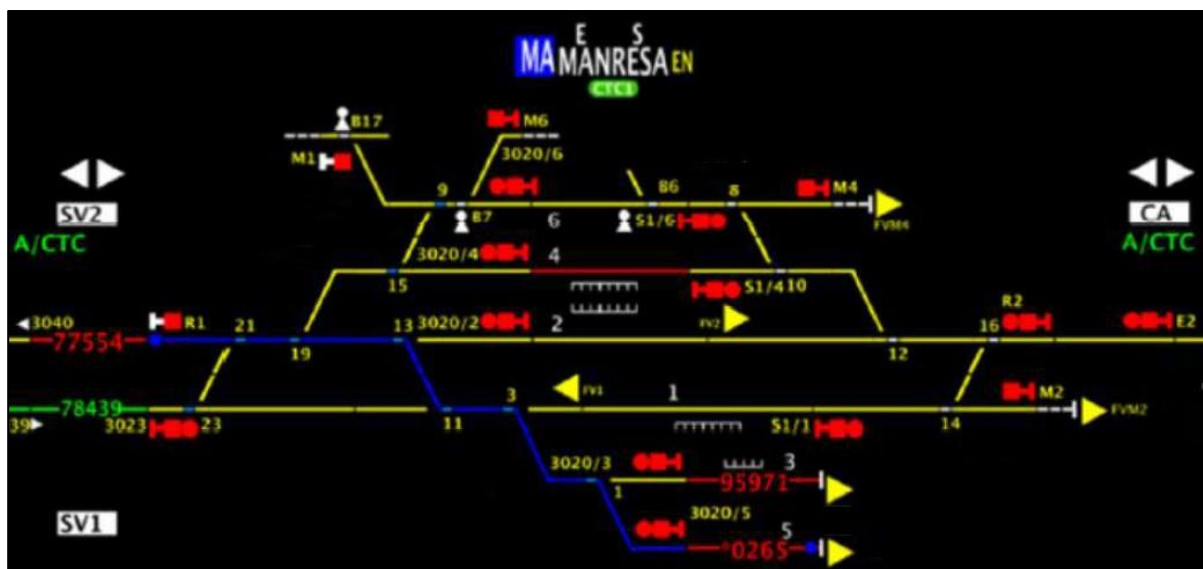 E S
MA MANRESA EN
CTC1
B17
M6
M1
3020/6
9
B6
8
M4
SV2
CA
B7
6
S1/6
FVM4
A/CTC
A/CTC
3020/4
4
15
S1/4
10
R2
3040
R1
21
13
3020/2
2
FV2
16
E2
77554
19
12
78439
3
FV1
1
M2
39
3023
23
11
S1/1
14
FVM2
3020/3
3
1
95971
SV1
3020/5
5
*0265